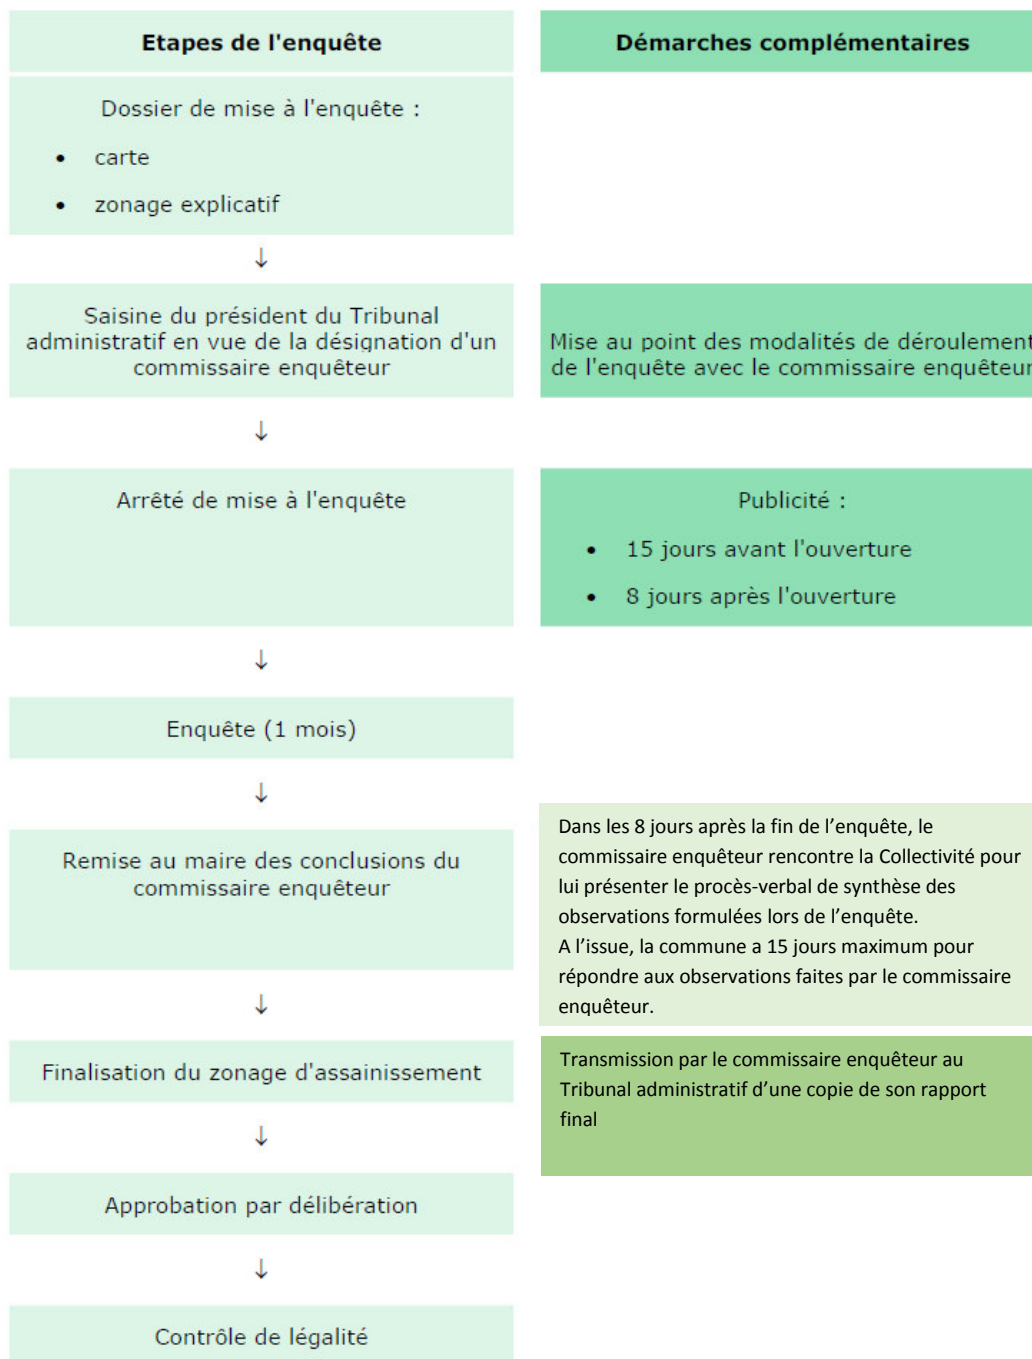 Etapes de l'enquête
Démarches complémentaires
Dossier de mise à l'enquête :
• carte
• zonage explicatif
↓
Saisine du président du Tribunal
administratif en vue de la désignation d'un
commissaire enquêteur
Mise au point des modalités de déroulement
de l'enquête avec le commissaire enquêteur
↓
Arrêté de mise à l'enquête
Publicité :
• 15 jours avant l'ouverture
• 8 jours après l'ouverture
↓
Enquête (1 mois)
↓
Remise au maire des conclusions du
commissaire enquêteur
Dans les 8 jours après la fin de l’enquête, le
commissaire enquêteur rencontre la Collectivité pour
lui présenter le procès-verbal de synthèse des
observations formulées lors de l’enquête.
A l’issue, la commune a 15 jours maximum pour
répondre aux observations faites par le commissaire
enquêteur.
↓
Finalisation du zonage d'assainissement
Transmission par le commissaire enquêteur au
Tribunal administratif d’une copie de son rapport
final
↓
Approbation par délibération
↓
Contrôle de légalité